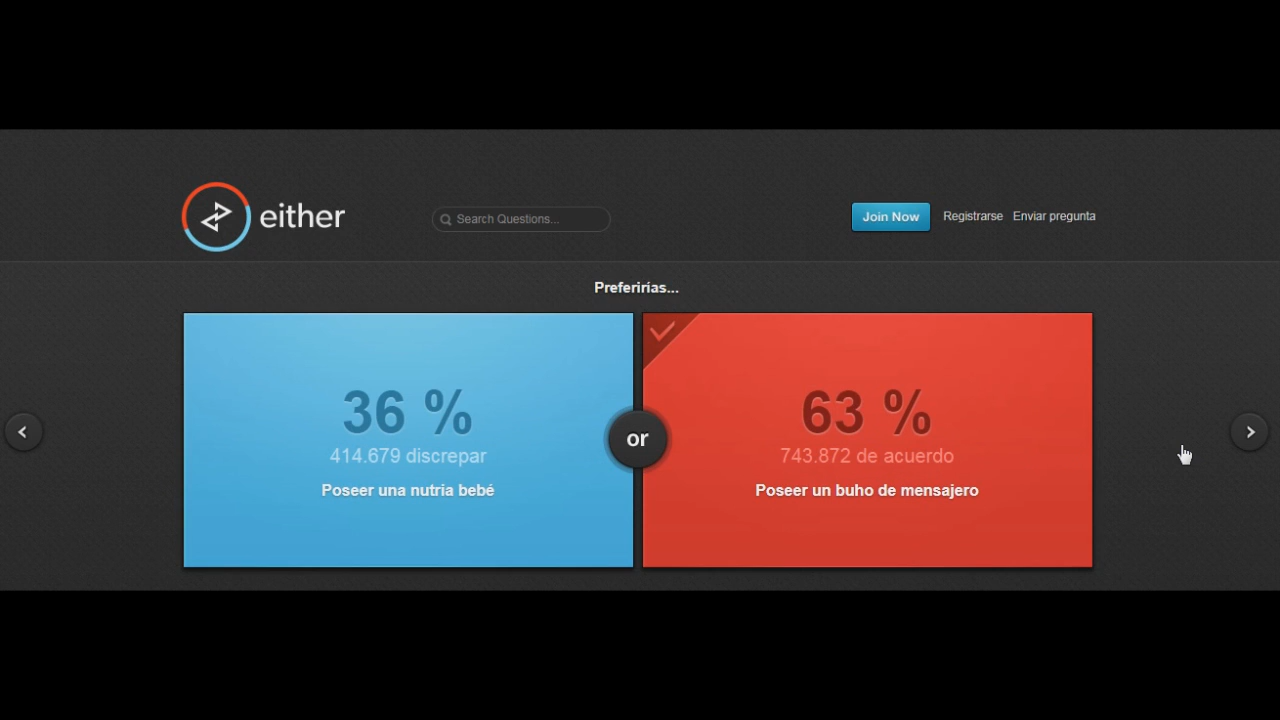 either
Search Questions...
Join Now
Registrarse
Enviar pregunta
Preferirías...
36 %
414.679 discrepar
Poseer una nutria bebé
or
63 %
743.872 de acuerdo
Poseer un buho de mensajero